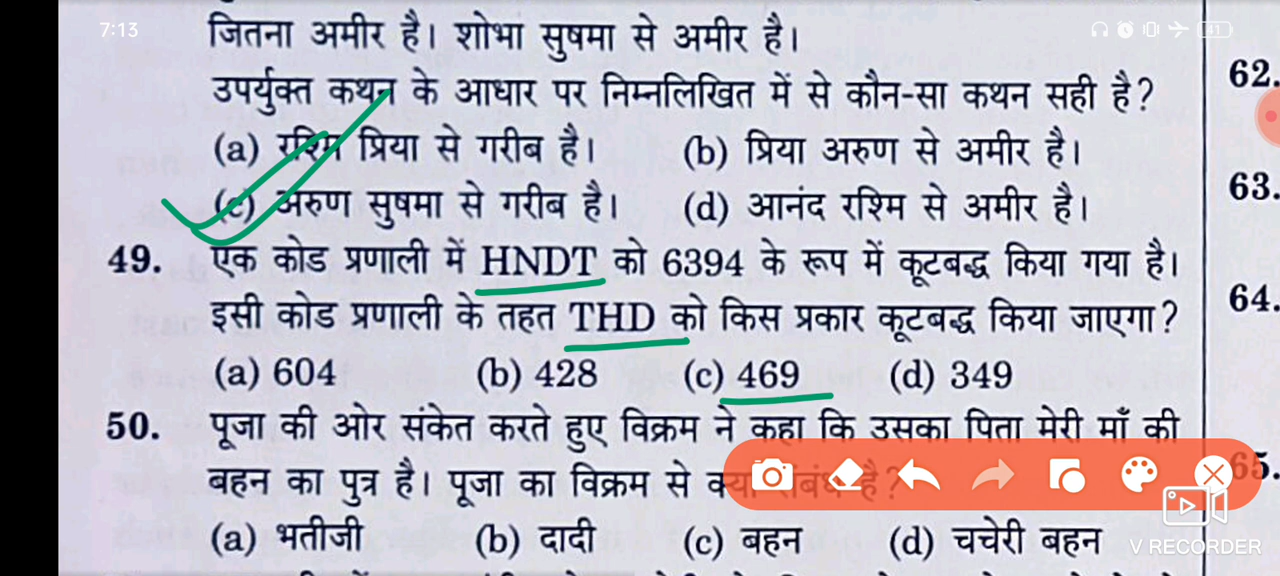 7:13
41
जितना अमीर है। शोभा सुषमा से अमीर है।
उपर्युक्त कथन के आधार पर निम्नलिखित में से कौन-सा कथन सही है?
(a) रश्मि प्रिया से गरीब है। (b) प्रिया अरुण से अमीर है।
(c) अरुण सुषमा से गरीब है। (d) आनंद रश्मि से अमीर है।
49. एक कोड प्रणाली में HNDT को 6394 के रूप में कूटबद्ध किया गया है।
इसी कोड प्रणाली के तहत THD को किस प्रकार कूटबद्ध किया जाएगा?
(a) 604 (b) 428 (c) 469 (d) 349
50. पूजा की ओर संकेत करते हुए विक्रम ने कहा कि उसका पिता मेरी माँ की
बहन का पुत्र है। पूजा का विक्रम से क्या संबंध है?
(a) भतीजी (b) दादी (c) बहन (d) चचेरी बहन
62.
63.
64.
65.
V RECORDER